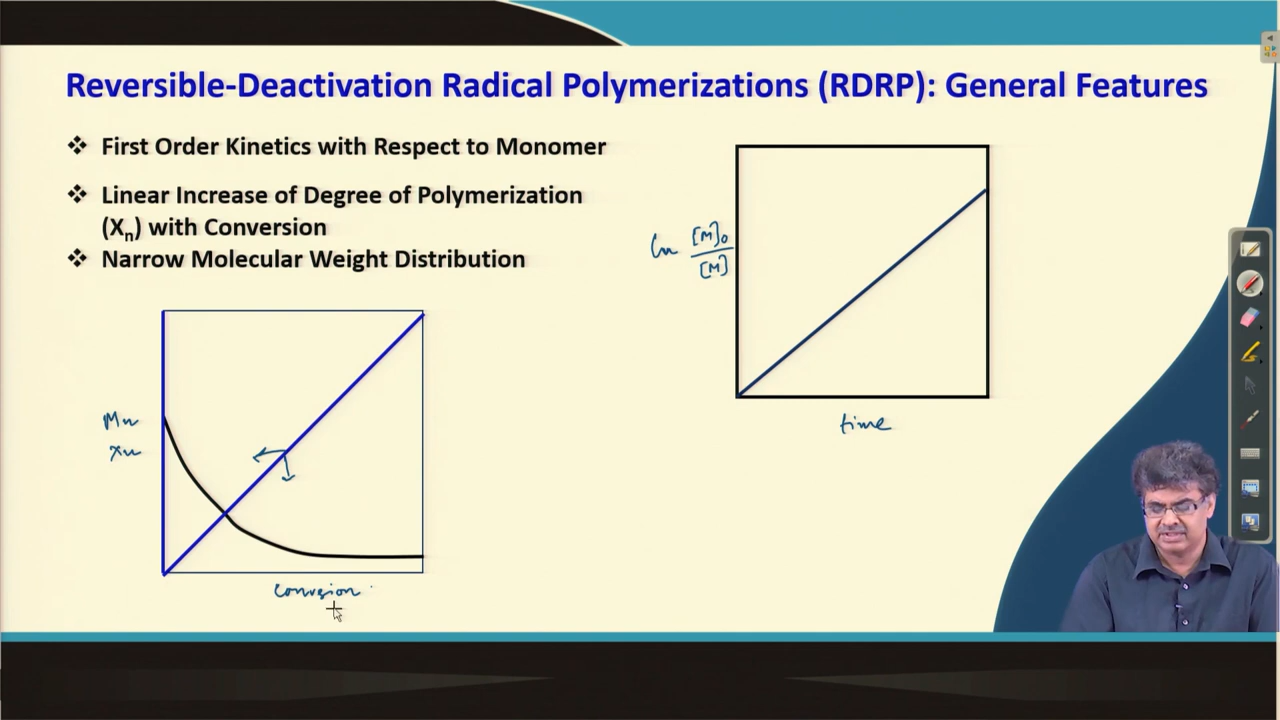 Reversible-Deactivation Radical Polymerizations (RDRP): General Features
❖ First Order Kinetics with Respect to Monomer
❖ Linear Increase of Degree of Polymerization
(Xn) with Conversion
❖ Narrow Molecular Weight Distribution
ln [M]0
[M]
time
Mn
Xn
Conversion